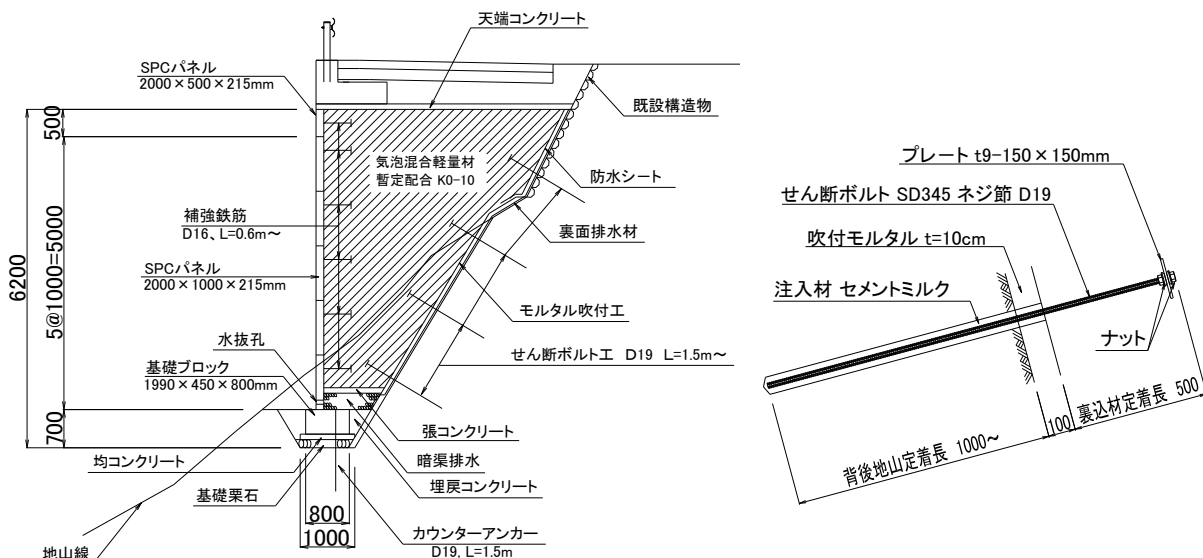 天端コンクリート
SPCパネル
2000×500×215mm
既設構造物
500
気泡混合軽量材
暫定配合 K0-10
防水シート
補強鉄筋
D16、L=0.6m～
裏面排水材
6200
5@1000=5000
SPCパネル
2000×1000×215mm
モルタル吹付工
水抜孔
せん断ボルト工 D19 L=1.5m～
基礎ブロック
1990×450×800mm
700
張コンクリート
均コンクリート
暗渠排水
基礎栗石
埋戻コンクリート
800
1000
カウンターアンカー
D19, L=1.5m
地山線
プレート t9-150×150mm
せん断ボルト SD345 ネジ節 D19
吹付モルタル t=10cm
注入材 セメントミルク
ナット
裏込材定着長 500
100
背後地山定着長 1000～